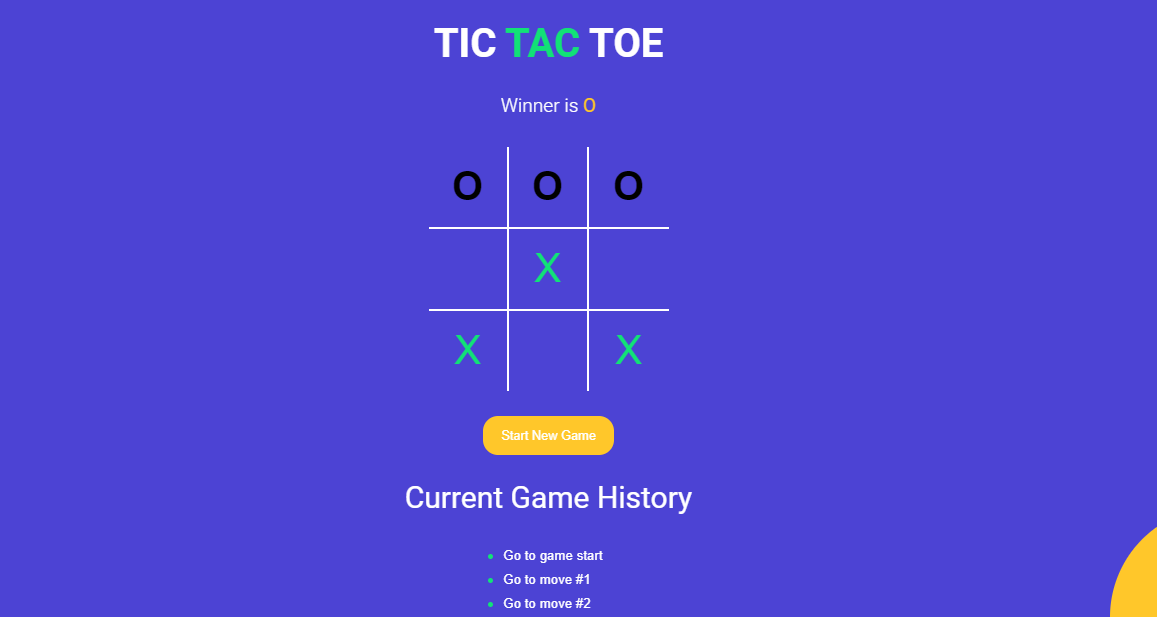 TIC TAC TOE
Winner is O
O O O
X
X X
Start New Game
Current Game History
Go to game start
Go to move #1
Go to move #2